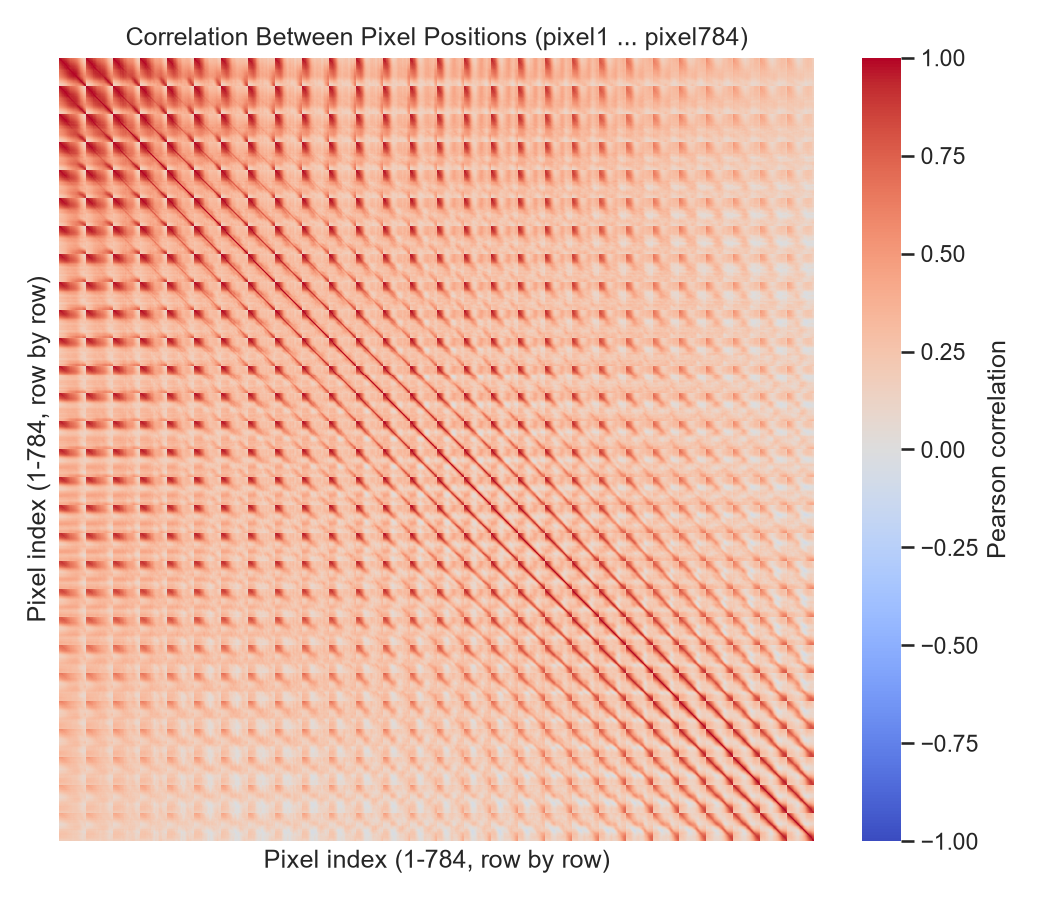 Correlation Between Pixel Positions (pixel1 ... pixel784)
Pixel index (1-784, row by row)
Pixel index (1-784, row by row)
1.00
0.75
0.50
0.25
0.00
−0.25
−0.50
−0.75
−1.00
Pearson correlation